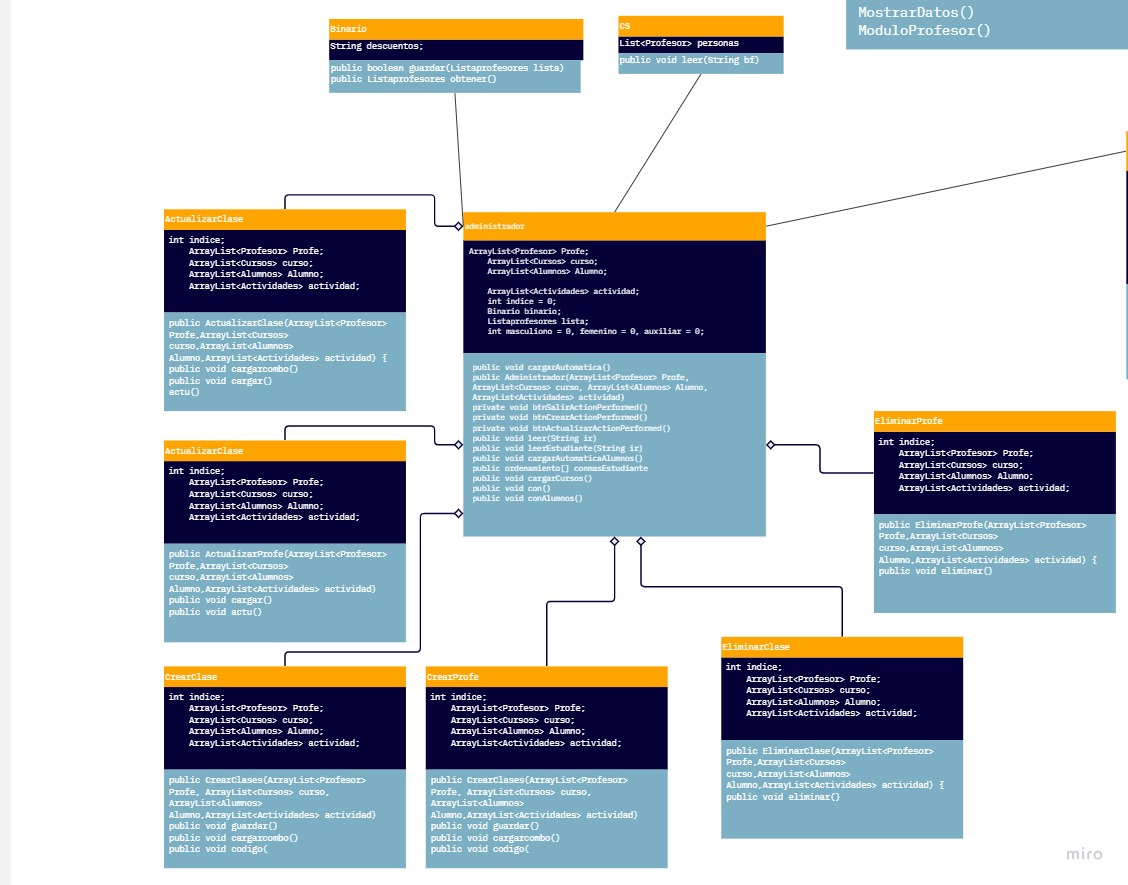 MostrarDatos()
ModuloProfesor()
Binario
String descuentos;
public boolean guardar(Listaprofesores lista)
public Listaprofesores obtener()
CS
List<Profesor> personas
public void leer(String bf)
ActualizarClase
int indice;
ArrayList<Profesor> Profe;
ArrayList<Cursos> curso;
ArrayList<Alumnos> Alumno;
ArrayList<Actividades> actividad;
public ActualizarClase(ArrayList<Profesor>
Profe,ArrayList<Cursos>
curso,ArrayList<Alumnos>
Alumno,ArrayList<Actividades> actividad) {
public void cargarcombo()
public void cargar()
actu()
administrador
ArrayList<Profesor> Profe;
ArrayList<Cursos> curso;
ArrayList<Alumnos> Alumno;
ArrayList<Actividades> actividad;
int indice = 0;
Binario binario;
Listaprofesores lista;
int masculiono = 0, femenino = 0, auxiliar = 0;
public void cargarAutomatica()
public Administrador(ArrayList<Profesor> Profe,
ArrayList<Cursos> curso, ArrayList<Alumnos> Alumno,
ArrayList<Actividades> actividad)
private void btnSalirActionPerformed()
private void btnCrearActionPerformed()
private void btnActualizarActionPerformed()
public void leer(String ir)
public void leerEstudiante(String ir)
public void cargarAutomaticaAlumnos()
public ordenamiento[] conmasEstudiante
public void cargarCursos()
public void con()
public void conAlumnos()
ActualizarClase
int indice;
ArrayList<Profesor> Profe;
ArrayList<Cursos> curso;
ArrayList<Alumnos> Alumno;
ArrayList<Actividades> actividad;
public ActualizarProfe(ArrayList<Profesor>
Profe,ArrayList<Cursos>
curso,ArrayList<Alumnos>
Alumno,ArrayList<Actividades> actividad)
public void cargar()
public void actu()
EliminarProfe
int indice;
ArrayList<Profesor> Profe;
ArrayList<Cursos> curso;
ArrayList<Alumnos> Alumno;
ArrayList<Actividades> actividad;
public EliminarProfe(ArrayList<Profesor>
Profe,ArrayList<Cursos>
curso,ArrayList<Alumnos>
Alumno,ArrayList<Actividades> actividad) {
public void eliminar()
CrearClase
int indice;
ArrayList<Profesor> Profe;
ArrayList<Cursos> curso;
ArrayList<Alumnos> Alumno;
ArrayList<Actividades> actividad;
public CrearClases(ArrayList<Profesor>
Profe, ArrayList<Cursos> curso,
ArrayList<Alumnos>
Alumno,ArrayList<Actividades> actividad)
public void guardar()
public void cargarcombo()
public void codigo(
CrearProfe
int indice;
ArrayList<Profesor> Profe;
ArrayList<Cursos> curso;
ArrayList<Alumnos> Alumno;
ArrayList<Actividades> actividad;
public CrearClases(ArrayList<Profesor>
Profe, ArrayList<Cursos> curso,
ArrayList<Alumnos>
Alumno,ArrayList<Actividades> actividad)
public void guardar()
public void cargarcombo()
public void codigo(
EliminarClase
int indice;
ArrayList<Profesor> Profe;
ArrayList<Cursos> curso;
ArrayList<Alumnos> Alumno;
ArrayList<Actividades> actividad;
public EliminarClase(ArrayList<Profesor>
Profe,ArrayList<Cursos>
curso,ArrayList<Alumnos>
Alumno,ArrayList<Actividades> actividad) {
public void eliminar()
miro